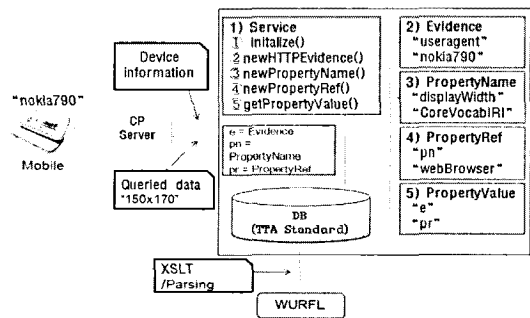 "nokia790"
Mobile
Device
information
CP
Server
Queried data
"150x170"
1) Service
1 Initalize()
2 newHTTPEvidence()
3 newPropertyName()
4 newPropertyRef()
5 getPropertyValue()
e = Evidence
pn =
PropertyName
pr = PropertyRef
DB
(TTA Standard)
2) Evidence
"useragent"
"nokia790"
3) PropertyName
"displayWidth"
"CoreVocabIRI"
4) PropertyRef
"pn"
"webBrowser"
5) PropertyValue
"e"
"pr"
XSLT
/Parsing
WURFL